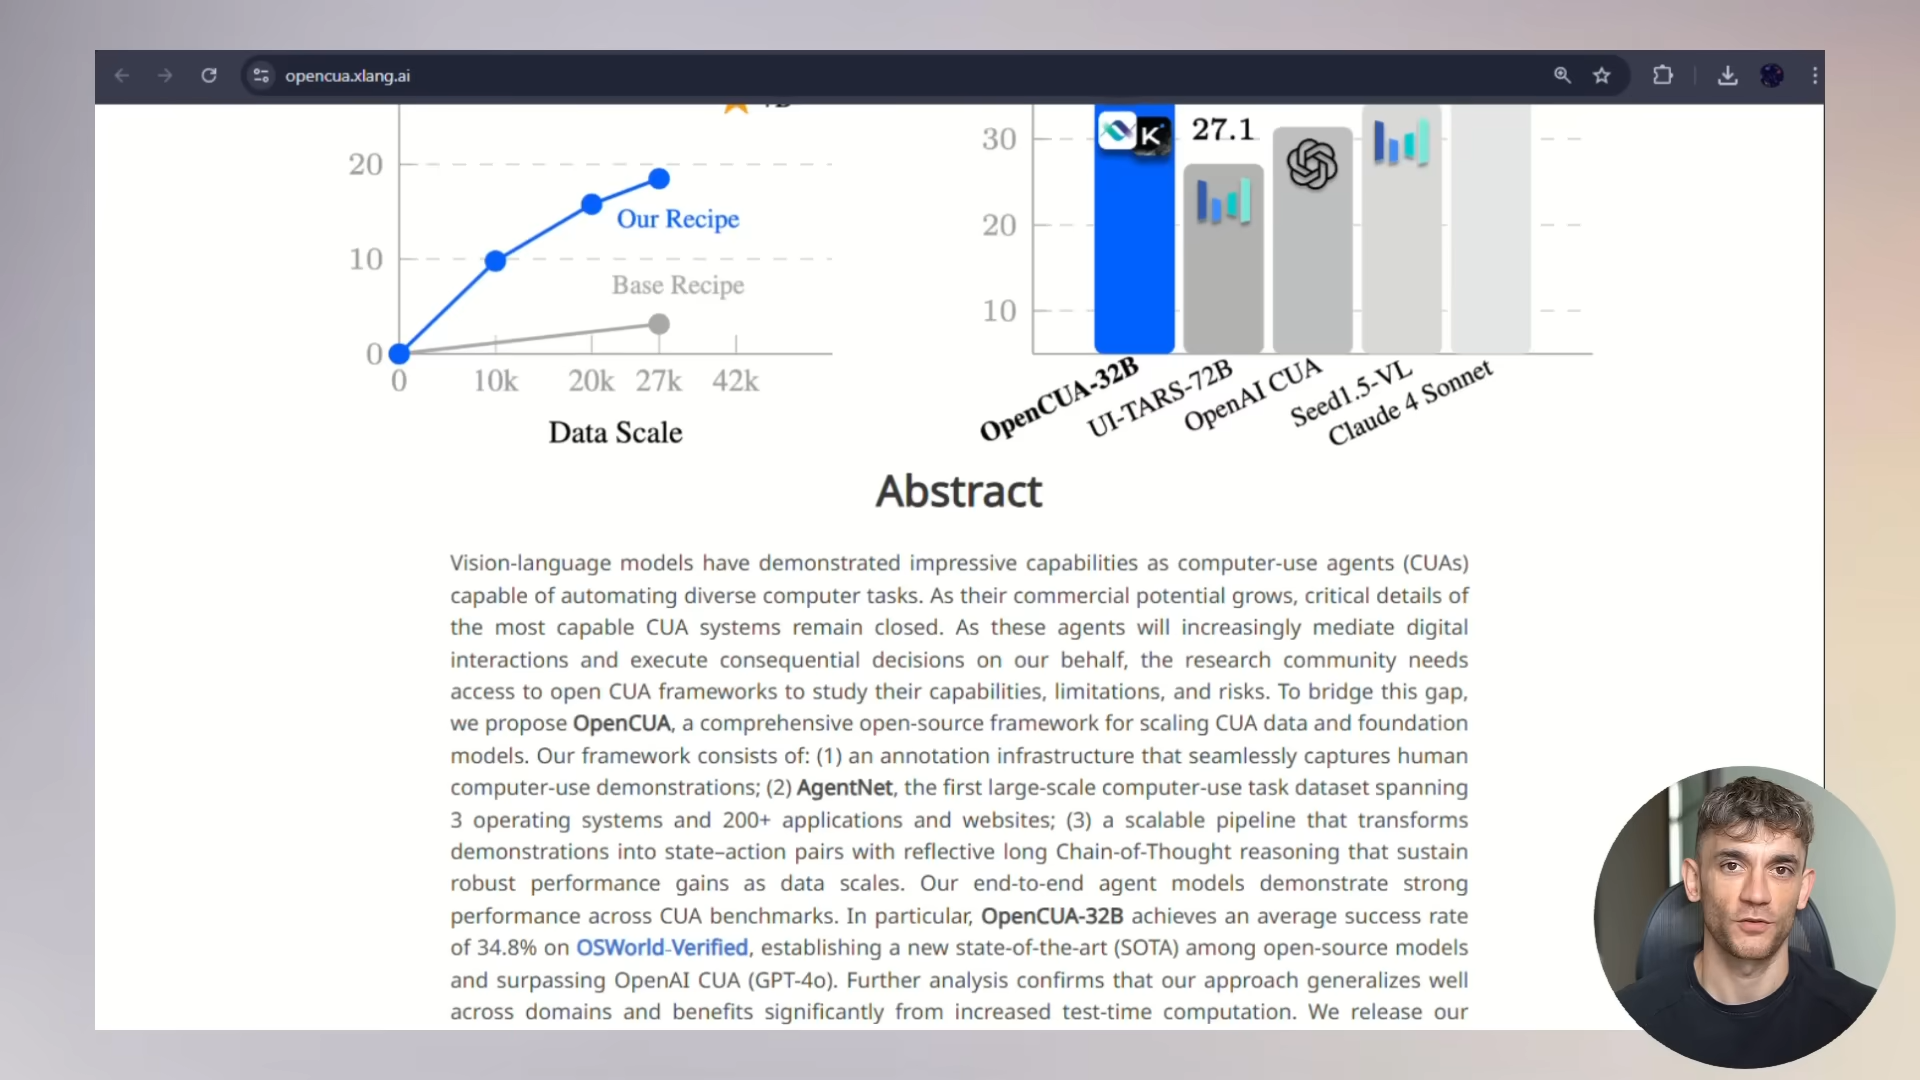 opencua.xlang.ai
20
10
0
0 10k 20k 27k 42k
Our Recipe
Base Recipe
Data Scale
30
20
10
27.1
K
OpenCUA-32B
UI-TARS-72B
OpenAI CUA
Seed1.5-VL
Claude 4 Sonnet
Abstract
Vision-language models have demonstrated impressive capabilities as computer-use agents (CUAs)
capable of automating diverse computer tasks. As their commercial potential grows, critical details of
the most capable CUA systems remain closed. As these agents will increasingly mediate digital
interactions and execute consequential decisions on our behalf, the research community needs
access to open CUA frameworks to study their capabilities, limitations, and risks. To bridge this gap,
we propose OpenCUA, a comprehensive open-source framework for scaling CUA data and foundation
models. Our framework consists of: (1) an annotation infrastructure that seamlessly captures human
computer-use demonstrations; (2) AgentNet, the first large-scale computer-use task dataset spanning
3 operating systems and 200+ applications and websites; (3) a scalable pipeline that transforms
demonstrations into state–action pairs with reflective long Chain-of-Thought reasoning that sustain
robust performance gains as data scales. Our end-to-end agent models demonstrate strong
performance across CUA benchmarks. In particular, OpenCUA-32B achieves an average success rate
of 34.8% on OSWorld-Verified, establishing a new state-of-the-art (SOTA) among open-source models
and surpassing OpenAI CUA (GPT-4o). Further analysis confirms that our approach generalizes well
across domains and benefits significantly from increased test-time computation. We release our